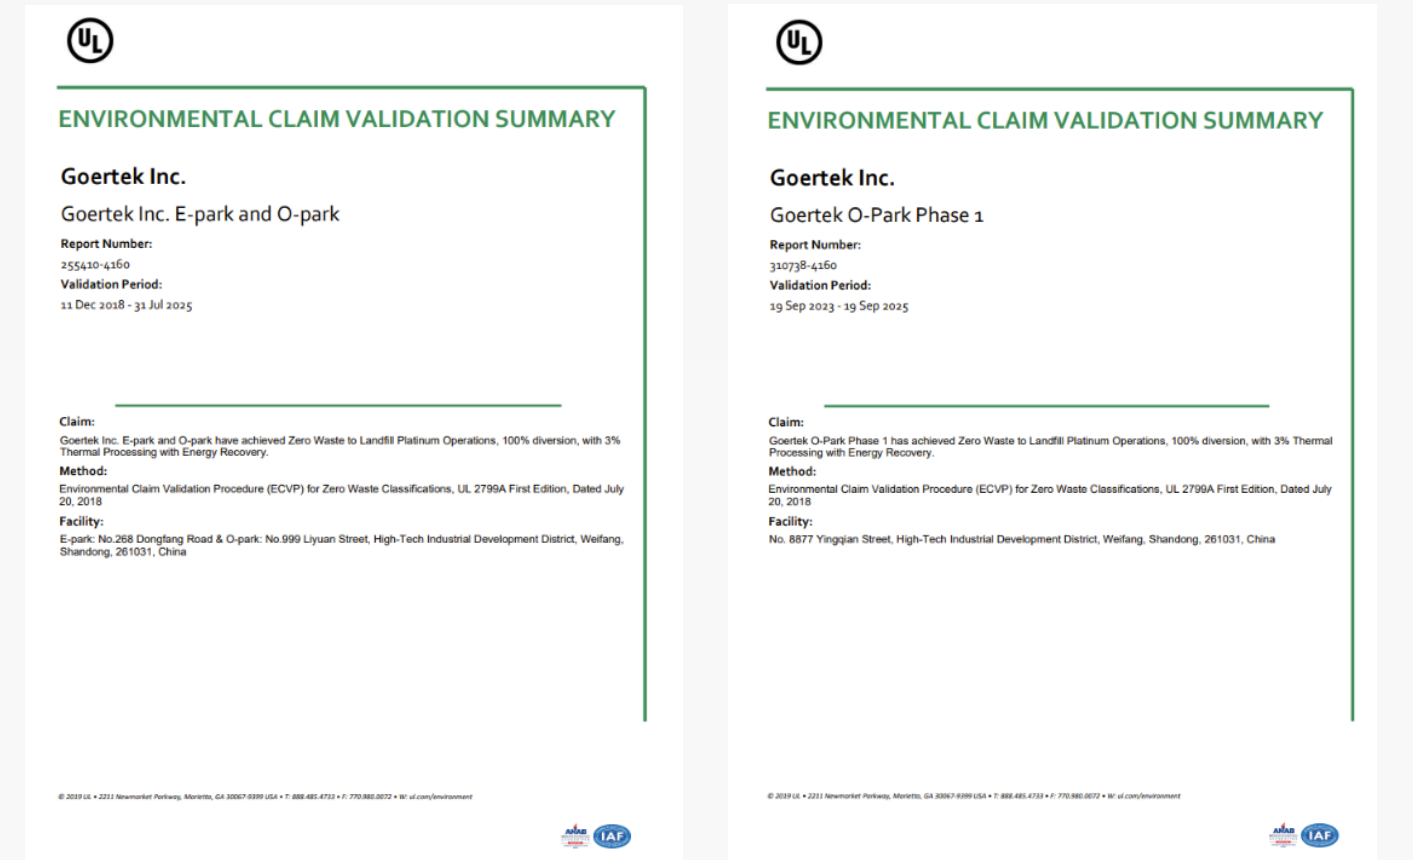 UL
ENVIRONMENTAL CLAIM VALIDATION SUMMARY
Goertek Inc.
Goertek Inc. E-park and O-park
Report Number:
255410-4160
Validation Period:
11 Dec 2018 - 31 Jul 2025
Claim:
Goertek Inc. E-park and O-park have achieved Zero Waste to Landfill Platinum Operations, 100% diversion, with 3%
Thermal Processing with Energy Recovery.
Method:
Environmental Claim Validation Procedure (ECVP) for Zero Waste Classifications, UL 2799A First Edition, Dated July
20, 2018
Facility:
E-park: No.268 Dongfang Road & O-park: No.999 Liyuan Street, High-Tech Industrial Development District, Weifang,
Shandong, 261031, China
© 2019 UL • 2211 Newmarket Parkway, Marietta, GA 30067-9399 USA • T: 888.485.4733 • F: 770.980.0072 • W: ul.com/environment
ANAB
IAF
UL
ENVIRONMENTAL CLAIM VALIDATION SUMMARY
Goertek Inc.
Goertek O-Park Phase 1
Report Number:
310738-4160
Validation Period:
19 Sep 2023 - 19 Sep 2025
Claim:
Goertek O-Park Phase 1 has achieved Zero Waste to Landfill Platinum Operations, 100% diversion, with 3% Thermal
Processing with Energy Recovery.
Method:
Environmental Claim Validation Procedure (ECVP) for Zero Waste Classifications, UL 2799A First Edition, Dated July
20, 2018
Facility:
No. 8877 Yingqian Street, High-Tech Industrial Development District, Weifang, Shandong, 261031, China
© 2019 UL • 2211 Newmarket Parkway, Marietta, GA 30067-9399 USA • T: 888.485.4733 • F: 770.980.0072 • W: ul.com/environment
ANAB
IAF